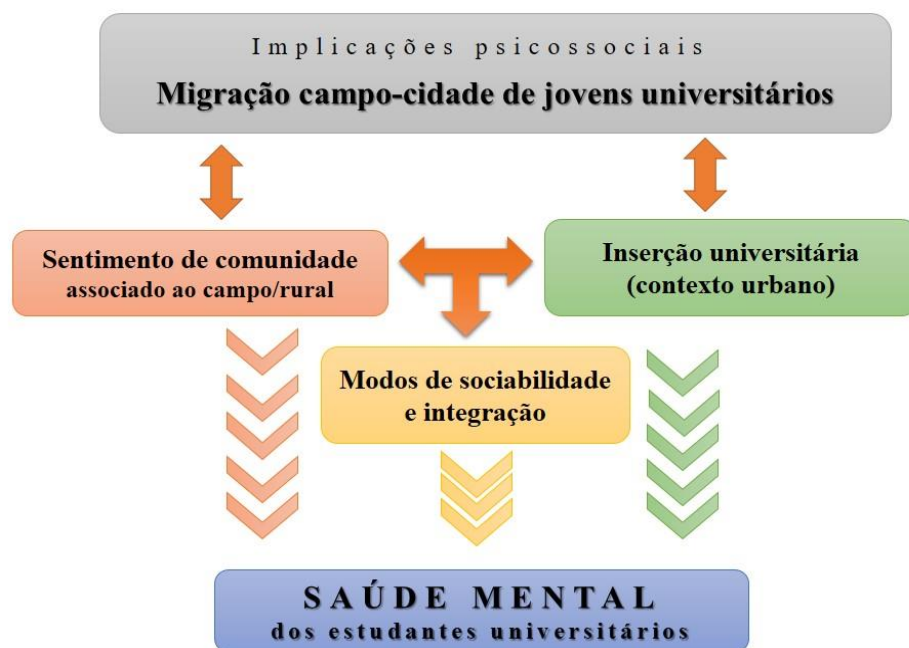 Implicações psicossociais
Migração campo-cidade de jovens universitários
Sentimento de comunidade
associado ao campo/rural
Inserção universitária
(contexto urbano)
Modos de sociabilidade
e integração
SAÚDE MENTAL
dos estudantes universitários